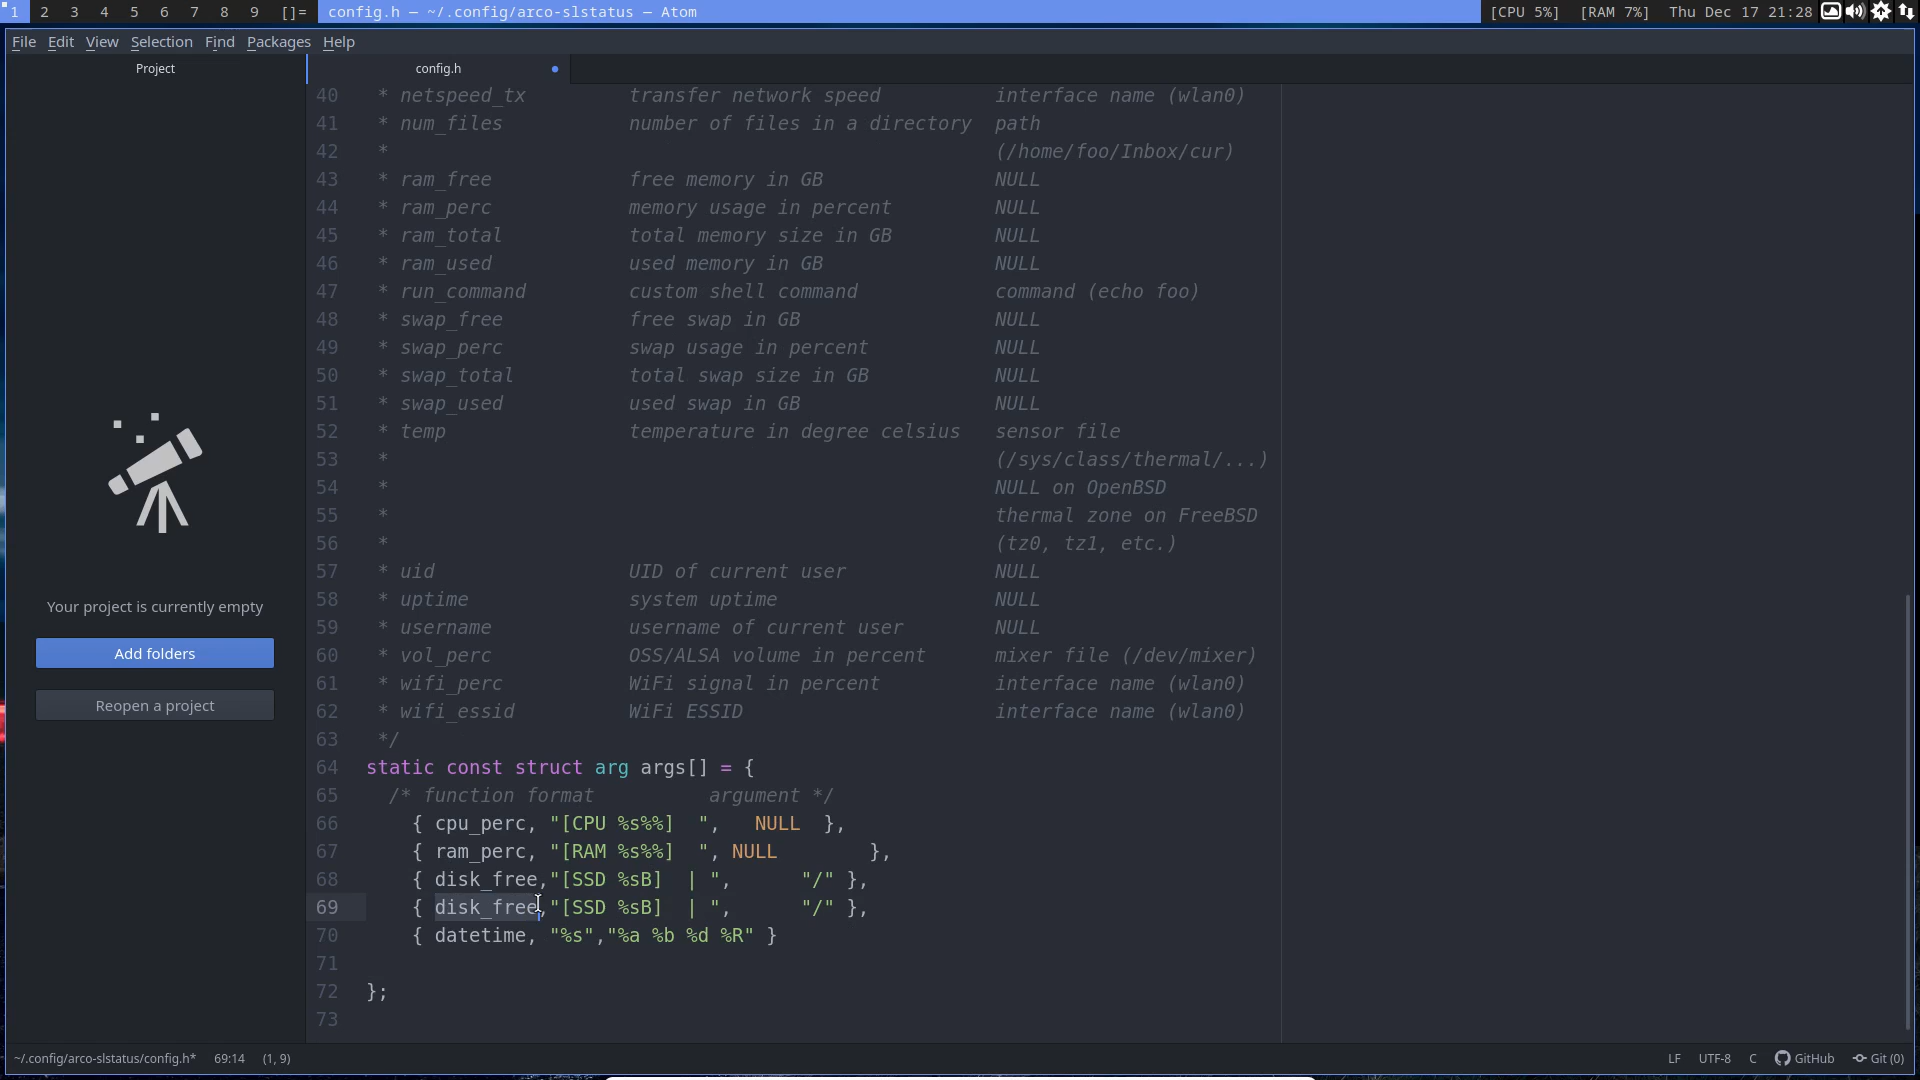 1 2 3 4 5 6 7 8 9 []= config.h — ~/.config/arco-slstatus — Atom [CPU 5%] [RAM 7%] Thu Dec 17 21:28
File Edit View Selection Find Packages Help
Project
config.h
40 * netspeed_tx transfer network speed interface name (wlan0)
41 * num_files number of files in a directory path
42 * (/home/foo/Inbox/cur)
43 * ram_free free memory in GB NULL
44 * ram_perc memory usage in percent NULL
45 * ram_total total memory size in GB NULL
46 * ram_used used memory in GB NULL
47 * run_command custom shell command command (echo foo)
48 * swap_free free swap in GB NULL
49 * swap_perc swap usage in percent NULL
50 * swap_total total swap size in GB NULL
51 * swap_used used swap in GB NULL
52 * temp temperature in degree celsius sensor file
53 * (/sys/class/thermal/...)
54 * NULL on OpenBSD
55 * thermal zone on FreeBSD
56 * (tz0, tz1, etc.)
57 * uid UID of current user NULL
58 * uptime system uptime NULL
59 * username username of current user NULL
60 * vol_perc OSS/ALSA volume in percent mixer file (/dev/mixer)
61 * wifi_perc WiFi signal in percent interface name (wlan0)
62 * wifi_essid WiFi ESSID interface name (wlan0)
63 */
64 static const struct arg args[] = {
65 /* function format argument */
66 { cpu_perc, "[CPU %s%%]  ", NULL },
67 { ram_perc, "[RAM %s%%]  ", NULL },
68 { disk_free,"[SSD %sB]  | ", "/" },
69 { disk_free,"[SSD %sB]  | ", "/" },
70 { datetime, "%s","%a %b %d %R" }
71
72 };
73
Your project is currently empty
Add folders
Reopen a project
~/.config/arco-slstatus/config.h* 69:14 (1, 9) LF UTF-8 C GitHub Git (0)